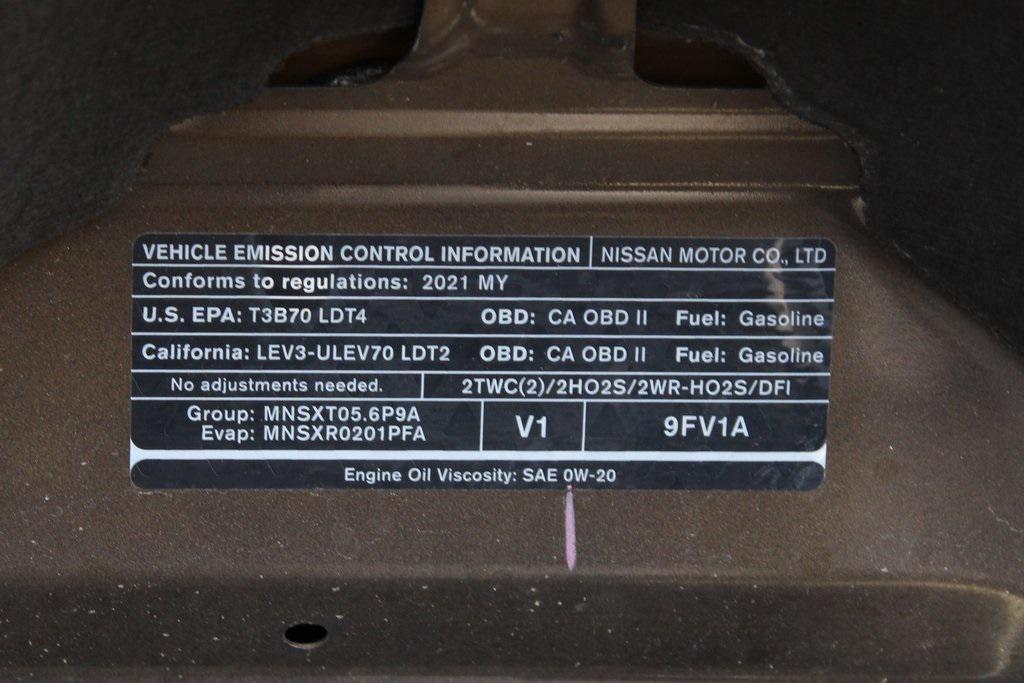 VEHICLE EMISSION CONTROL INFORMATION NISSAN MOTOR CO., LTD
Conforms to regulations: 2021 MY
U.S. EPA: T3B70 LDT4 OBD: CA OBD II Fuel: Gasoline
California: LEV3-ULEV70 LDT2 OBD: CA OBD II Fuel: Gasoline
No adjustments needed. 2TWC(2)/2HO2S/2WR-HO2S/DFI
Group: MNSXT05.6P9A
Evap: MNSXR0201PFA
V1 9FV1A
Engine Oil Viscosity: SAE 0W-20